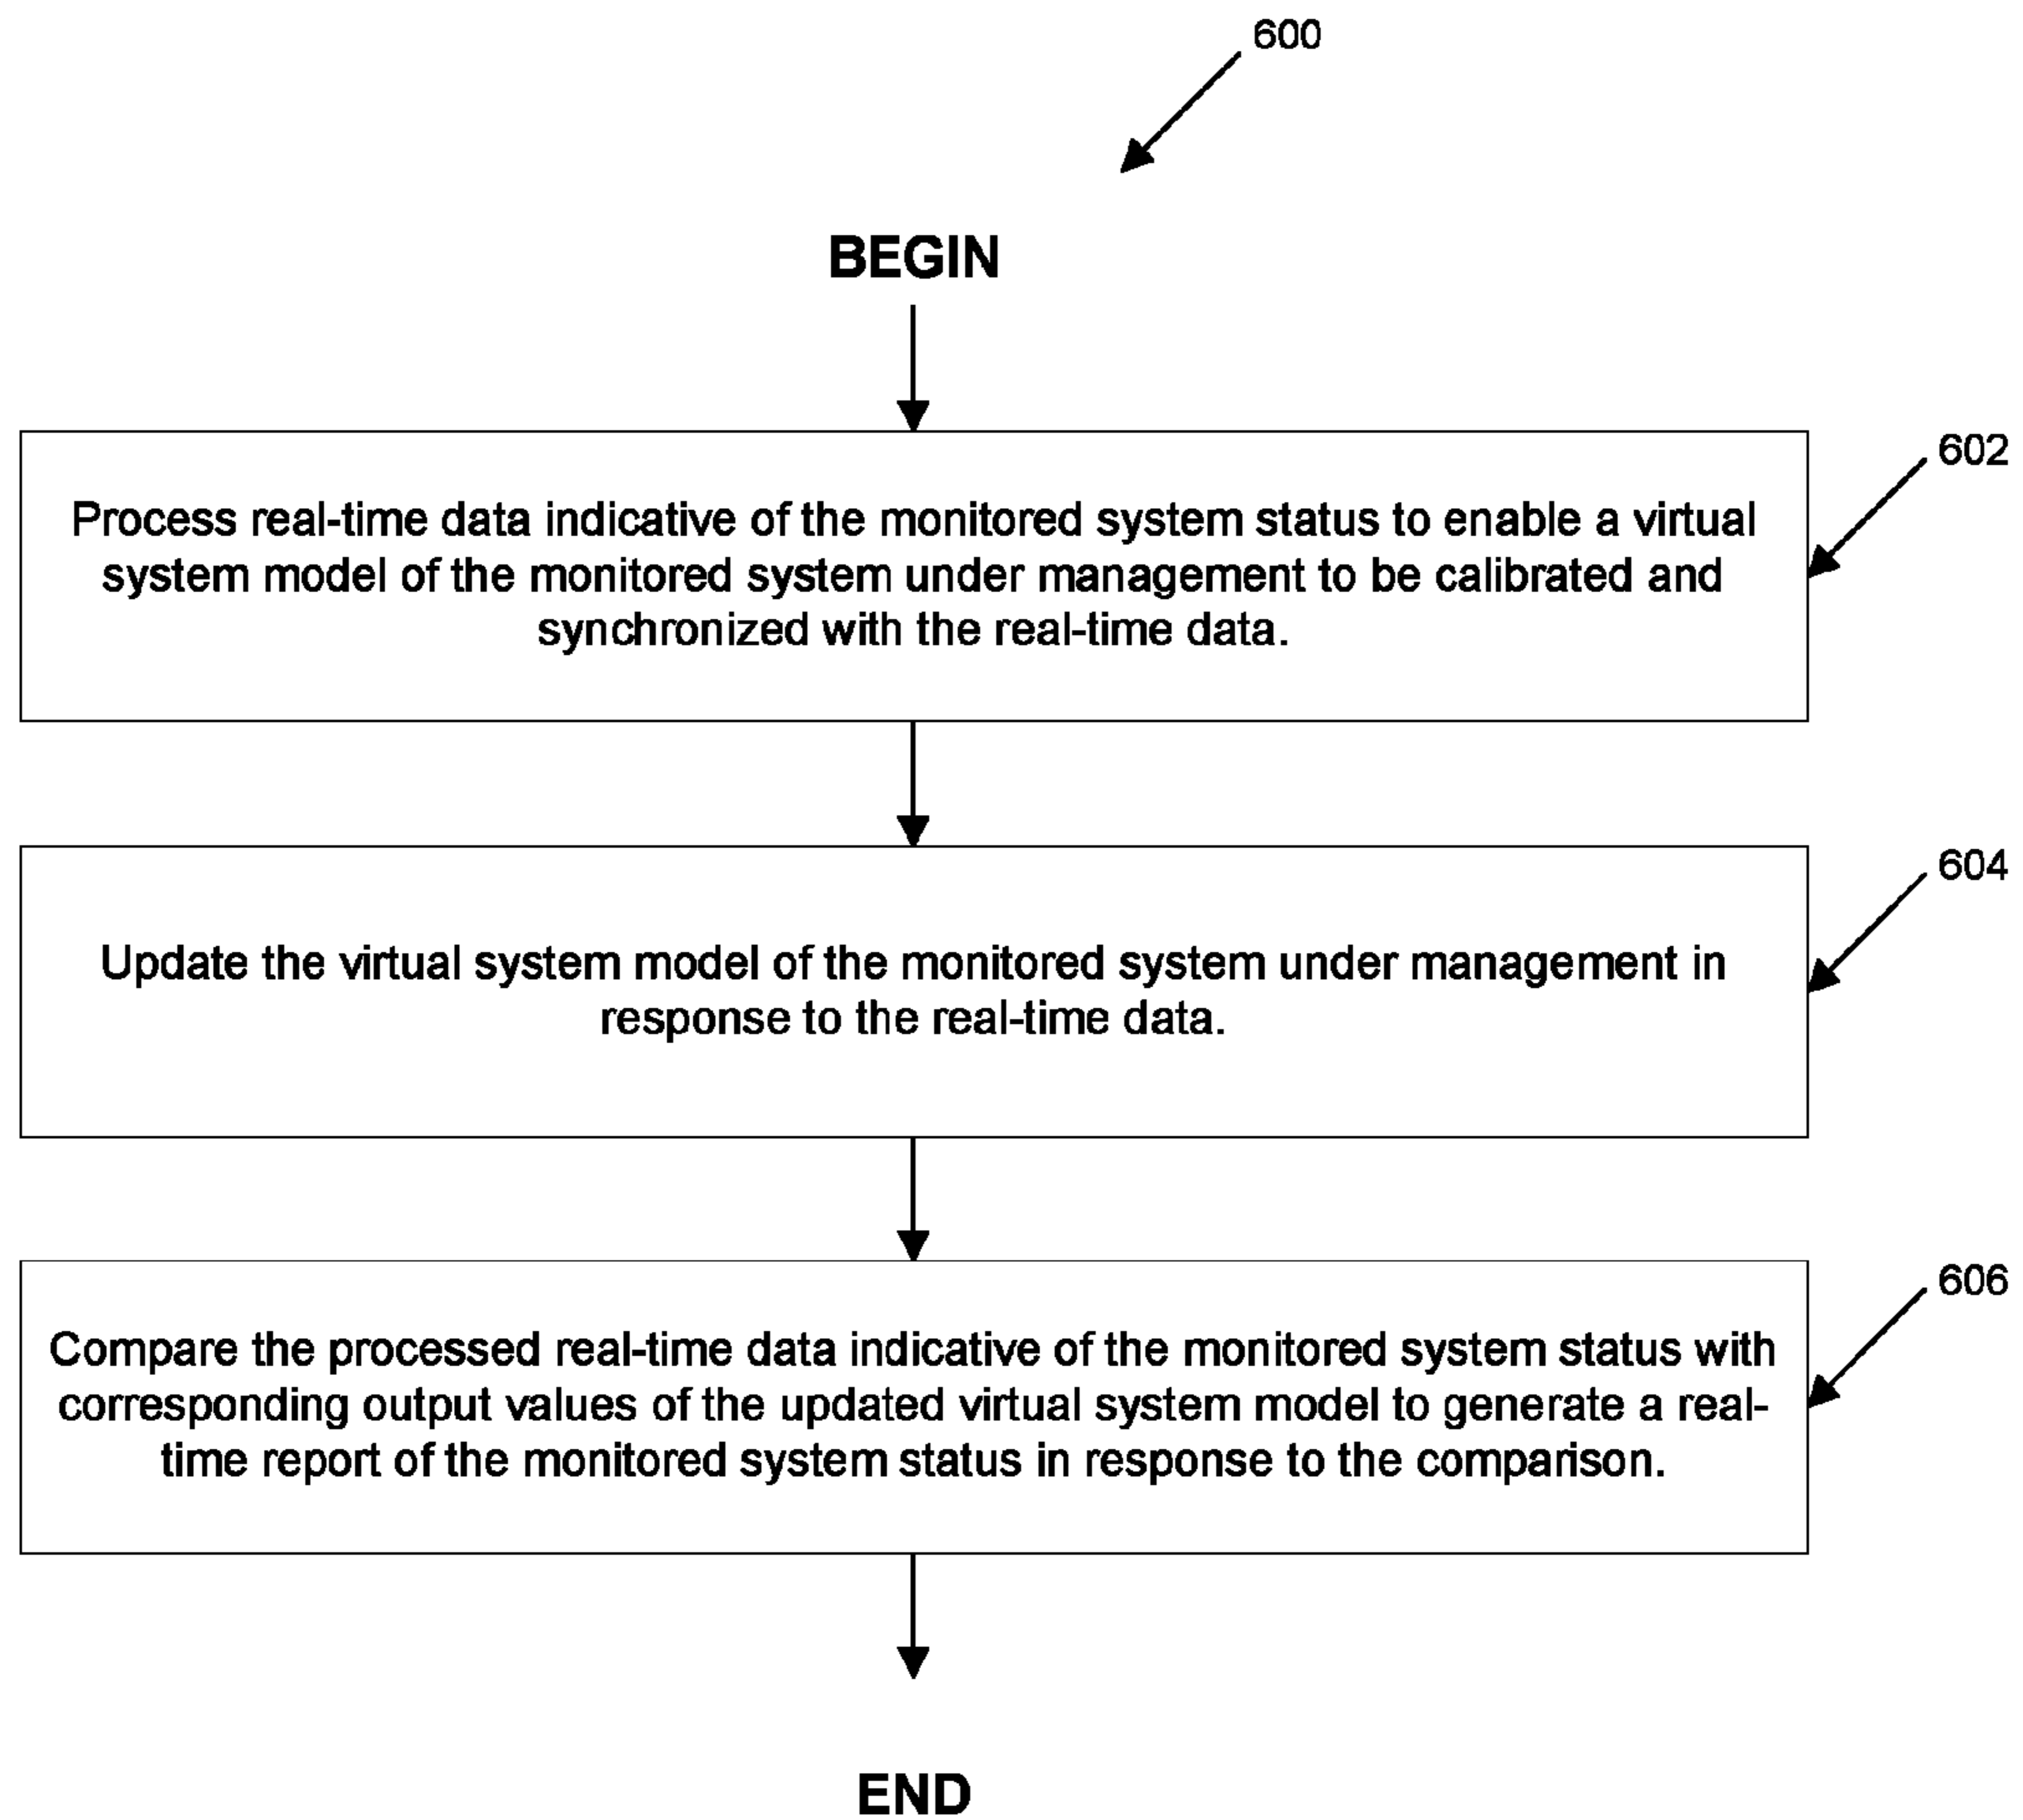 600
BEGIN
602
Process real-time data indicative of the monitored system status to enable a virtual
system model of the monitored system under management to be calibrated and
synchronized with the real-time data.
604
Update the virtual system model of the monitored system under management in
response to the real-time data.
606
Compare the processed real-time data indicative of the monitored system status with
corresponding output values of the updated virtual system model to generate a real-
time report of the monitored system status in response to the comparison.
END